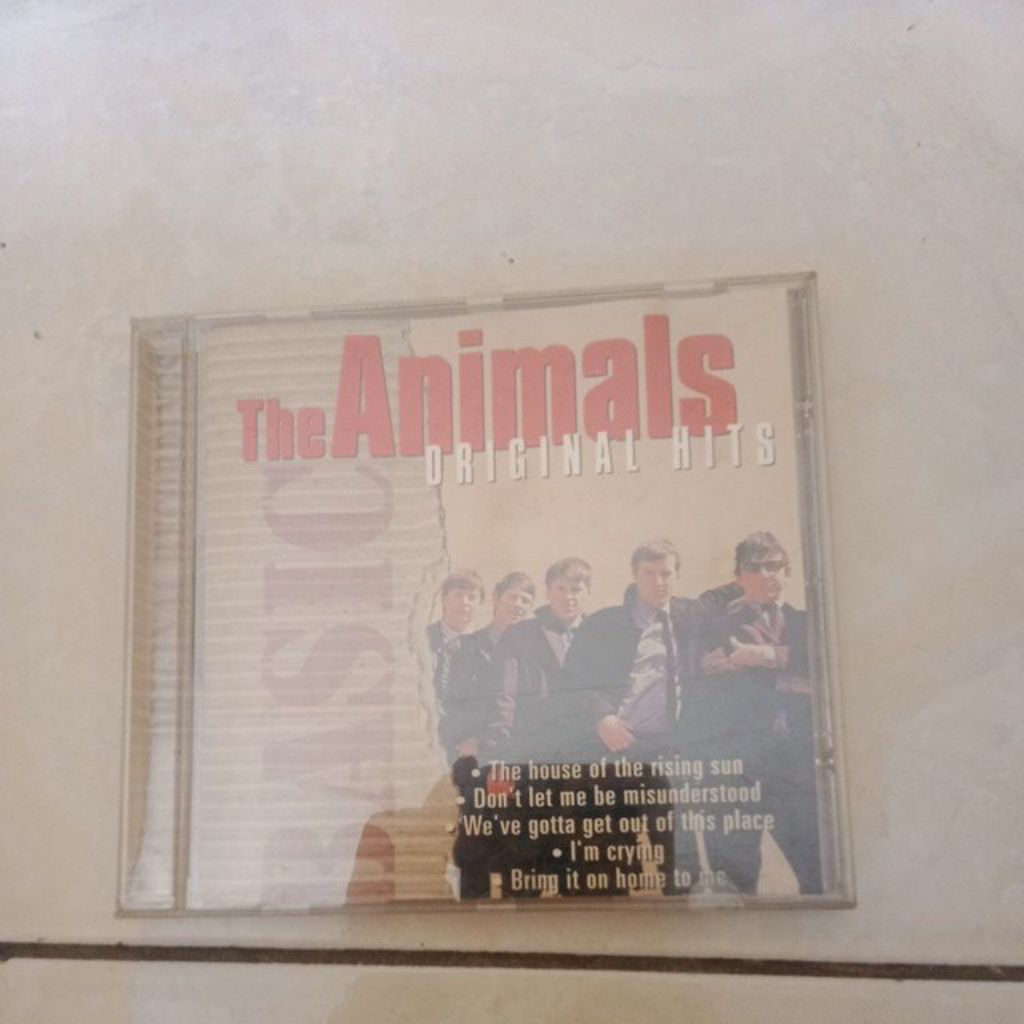 The Animals
ORIGINAL HITS
BASIC
• The house of the rising sun
• Don't let me be misunderstood
• We've gotta get out of this place
• I'm crying
• Bring it on home to me